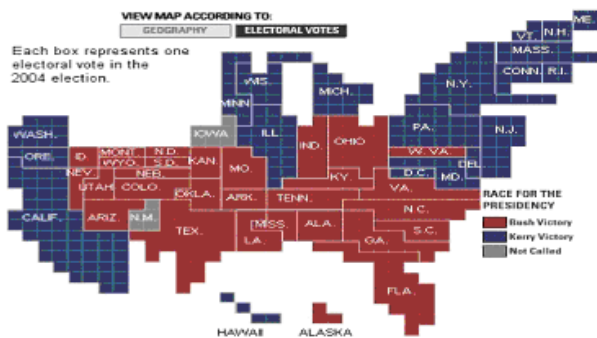 VIEW MAP ACCORDING TO:
GEOGRAPHY ELECTORAL VOTES
Each box represents one
electoral vote in the
2004 election.
ME.
VT. N.H.
MASS.
WIS. N.Y. CONN. R.I.
MICH.
MINN
WASH. IOWA ILL PA. N.J.
ORE. ID. MONT. N.D. KAN. IND. OHIO W. VA.
WYO. S.D. MO. DEL.
NEV. NEB. KY. D.C. MD.
UTAH COLO. OKLA. ARK. TENN. VA.
CALIF. ARIZ. N.M. N.C.
TEX. MISS. ALA. S.C.
LA. GA.
FLA.
RACE FOR THE
PRESIDENCY
Bush Victory
Kerry Victory
Not Called
HAWAII ALASKA